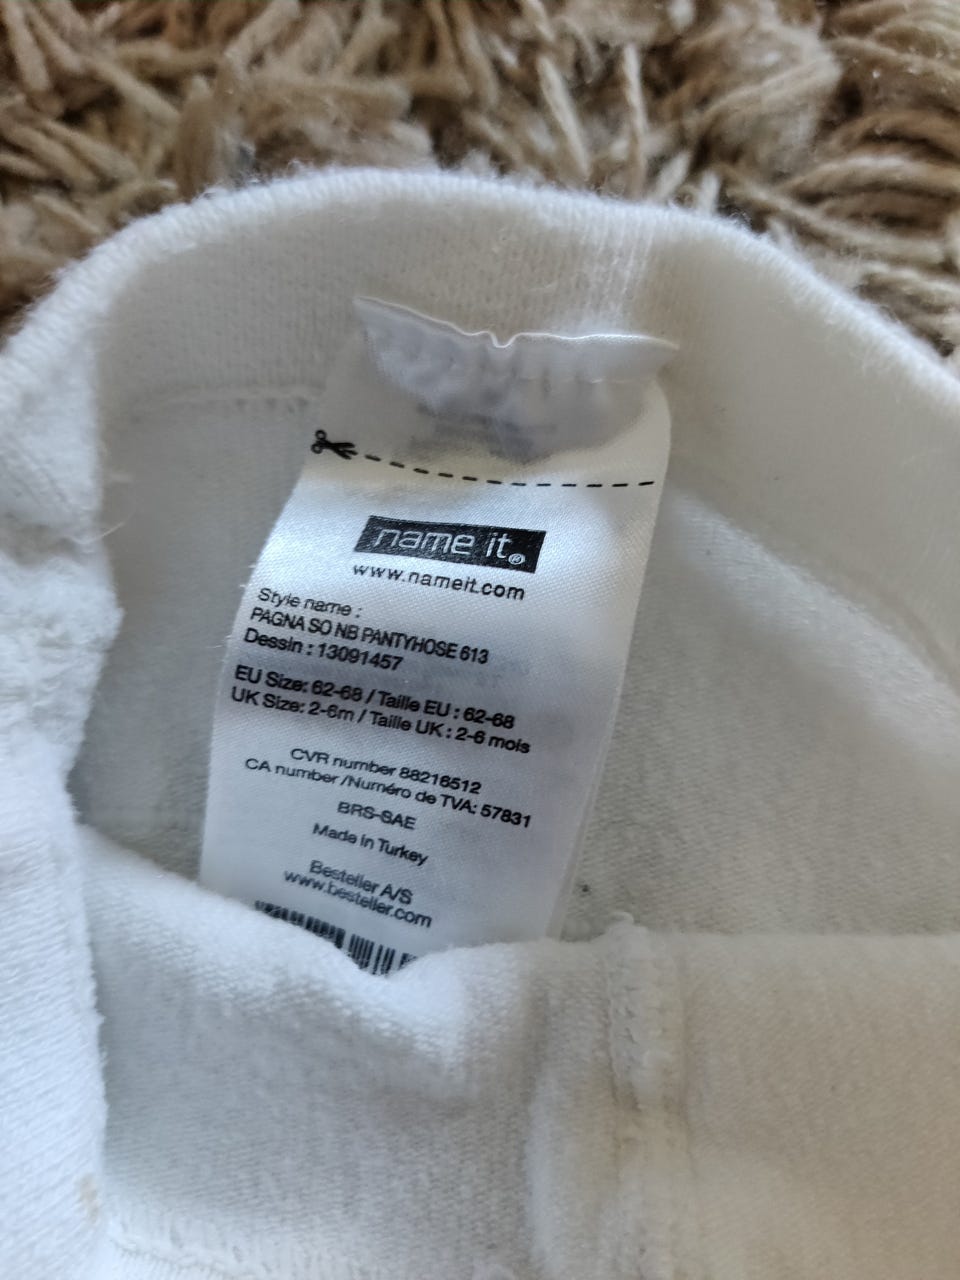 name it®
www.nameit.com
Style name :
PAGNA SO NB PANTYHOSE 613
Dessin : 13091457
EU Size: 62-68 / Taille EU : 62-68
UK Size: 2-6m / Taille UK : 2-6 mois
CVR number 88216512
CA number /Numéro de TVA: 57831
BRS-SAE
Made in Turkey
Bestseller A/S
www.bestseller.com